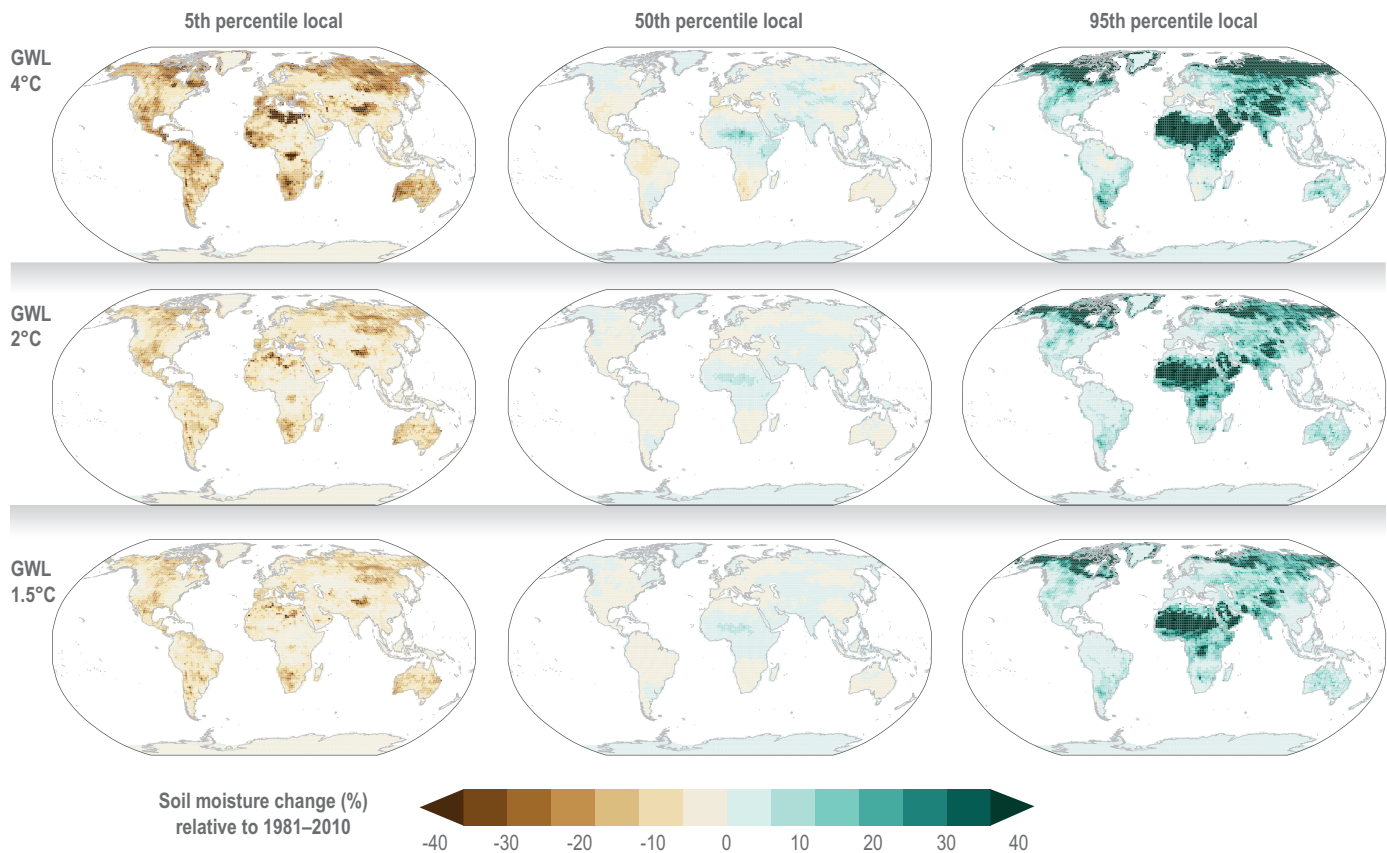 5th percentile local
50th percentile local
95th percentile local
GWL
4°C
GWL
2°C
GWL
1.5°C
Soil moisture change (%)
relative to 1981–2010
-40 -30 -20 -10 0 10 20 30 40